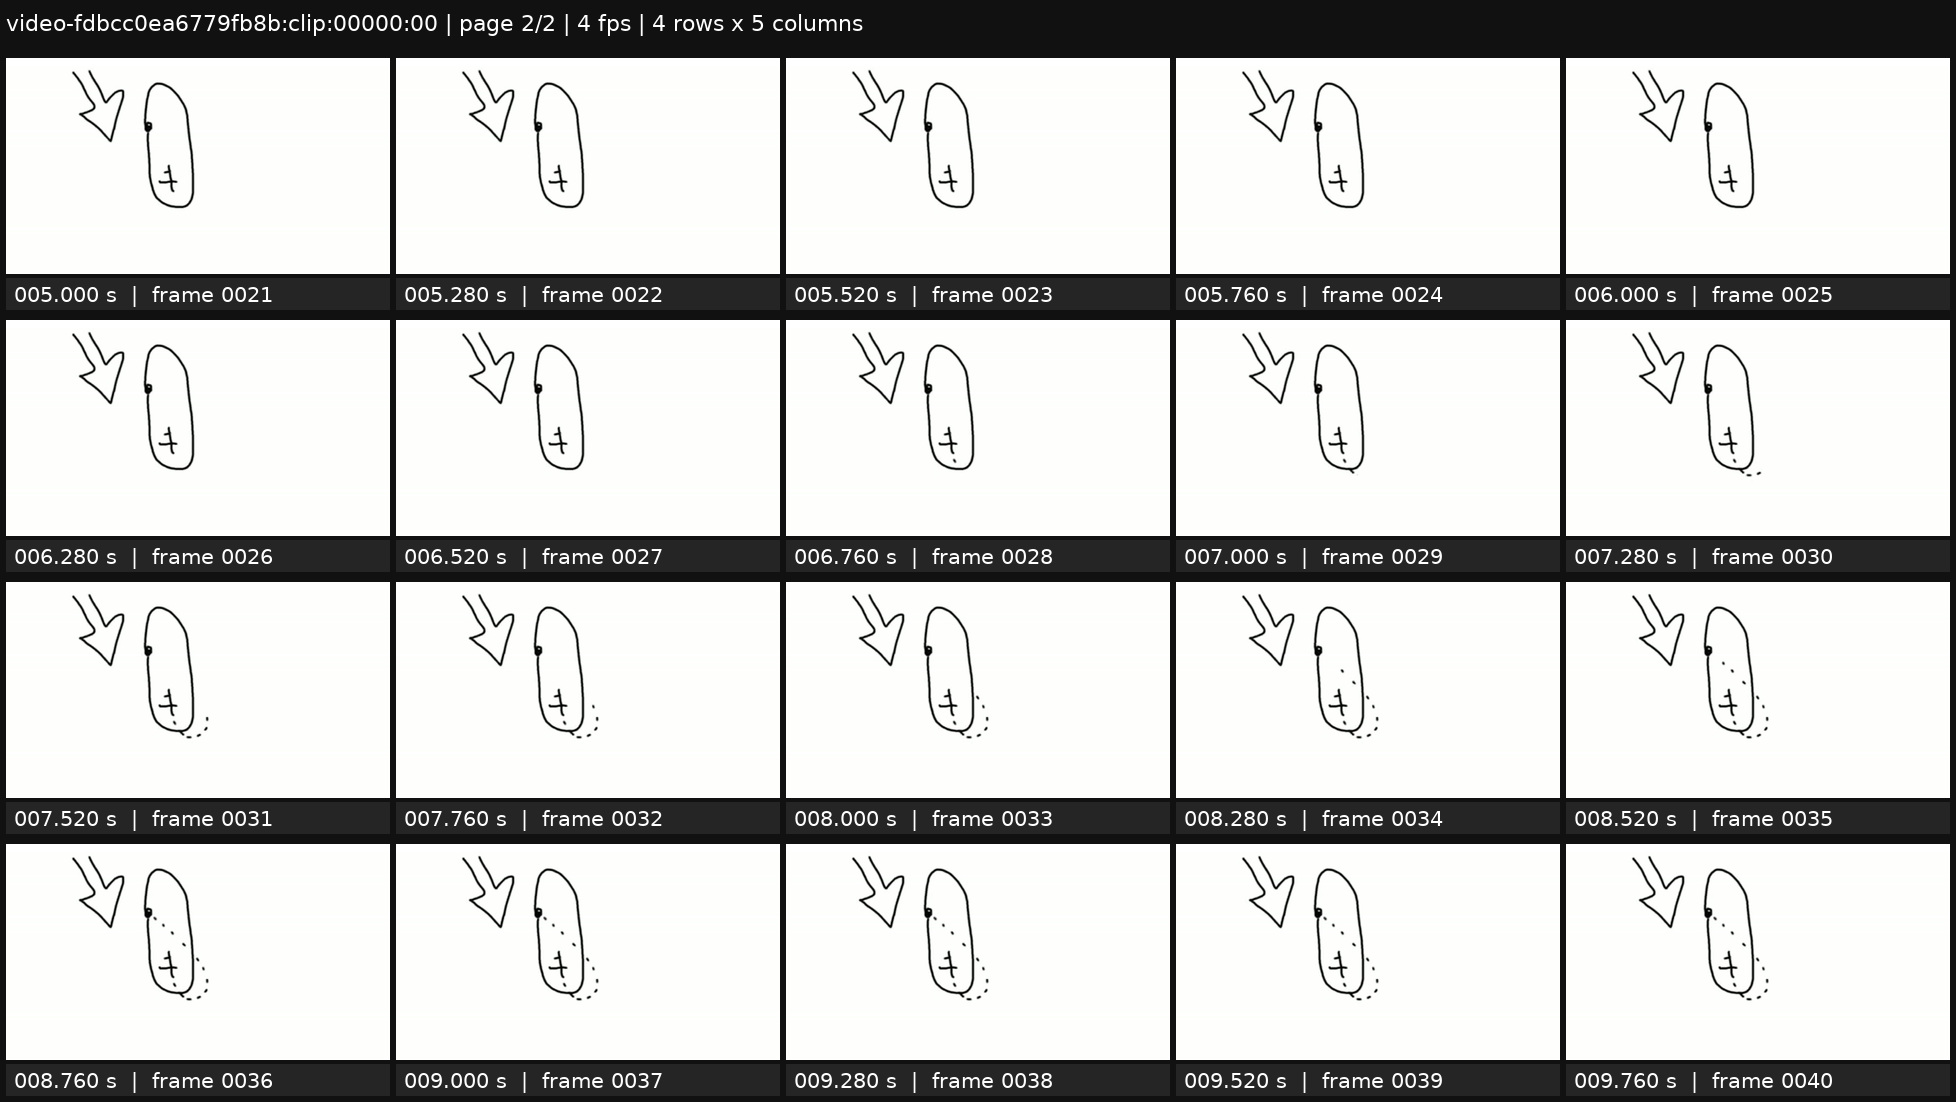 video-fdbcc0ea6779fb8b:clip:00000:00 | page 2/2 | 4 fps | 4 rows x 5 columns
005.000 s | frame 0021
005.280 s | frame 0022
005.520 s | frame 0023
005.760 s | frame 0024
006.000 s | frame 0025
006.280 s | frame 0026
006.520 s | frame 0027
006.760 s | frame 0028
007.000 s | frame 0029
007.280 s | frame 0030
007.520 s | frame 0031
007.760 s | frame 0032
008.000 s | frame 0033
008.280 s | frame 0034
008.520 s | frame 0035
008.760 s | frame 0036
009.000 s | frame 0037
009.280 s | frame 0038
009.520 s | frame 0039
009.760 s | frame 0040